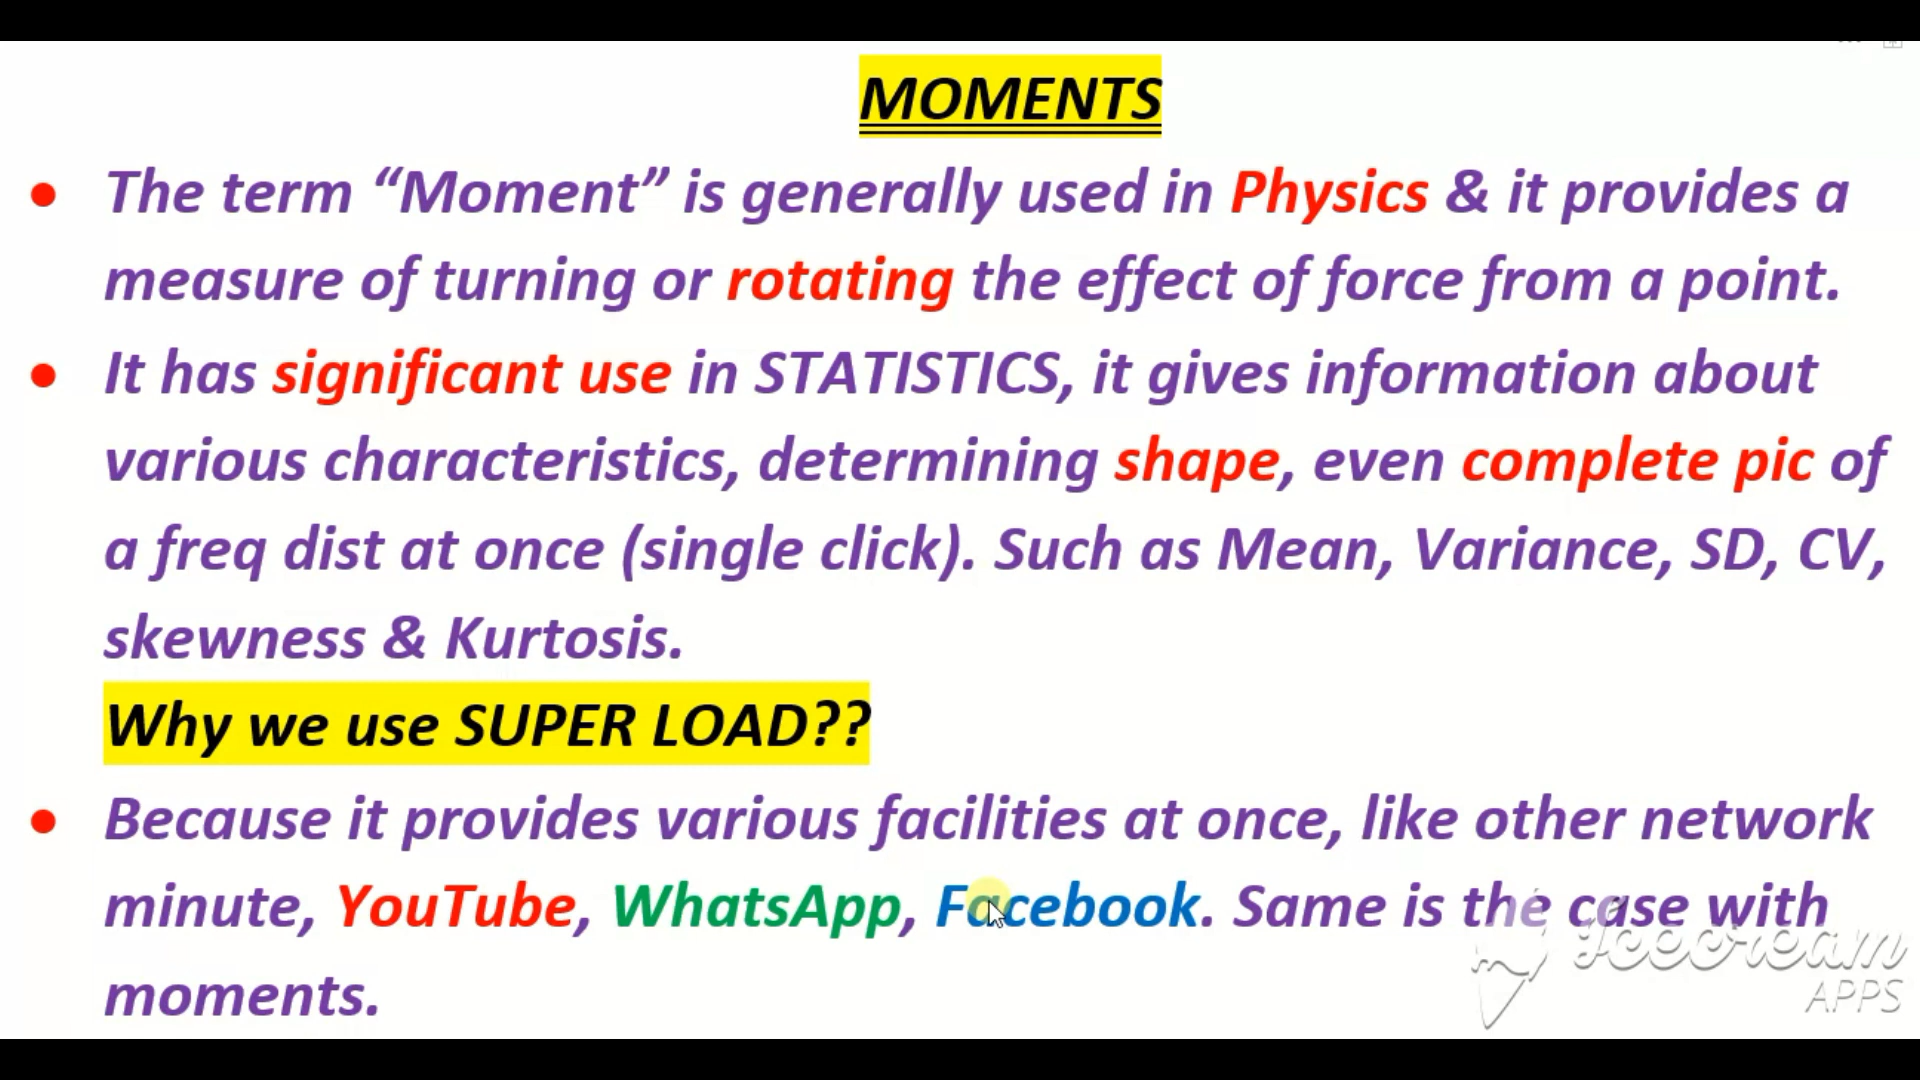 MOMENTS
• The term “Moment” is generally used in Physics & it provides a
measure of turning or rotating the effect of force from a point.
• It has significant use in STATISTICS, it gives information about
various characteristics, determining shape, even complete pic of
a freq dist at once (single click). Such as Mean, Variance, SD, CV,
skewness & Kurtosis.
Why we use SUPER LOAD??
• Because it provides various facilities at once, like other network
minute, YouTube, WhatsApp, Facebook. Same is the case with
moments.
Icecream
APPS